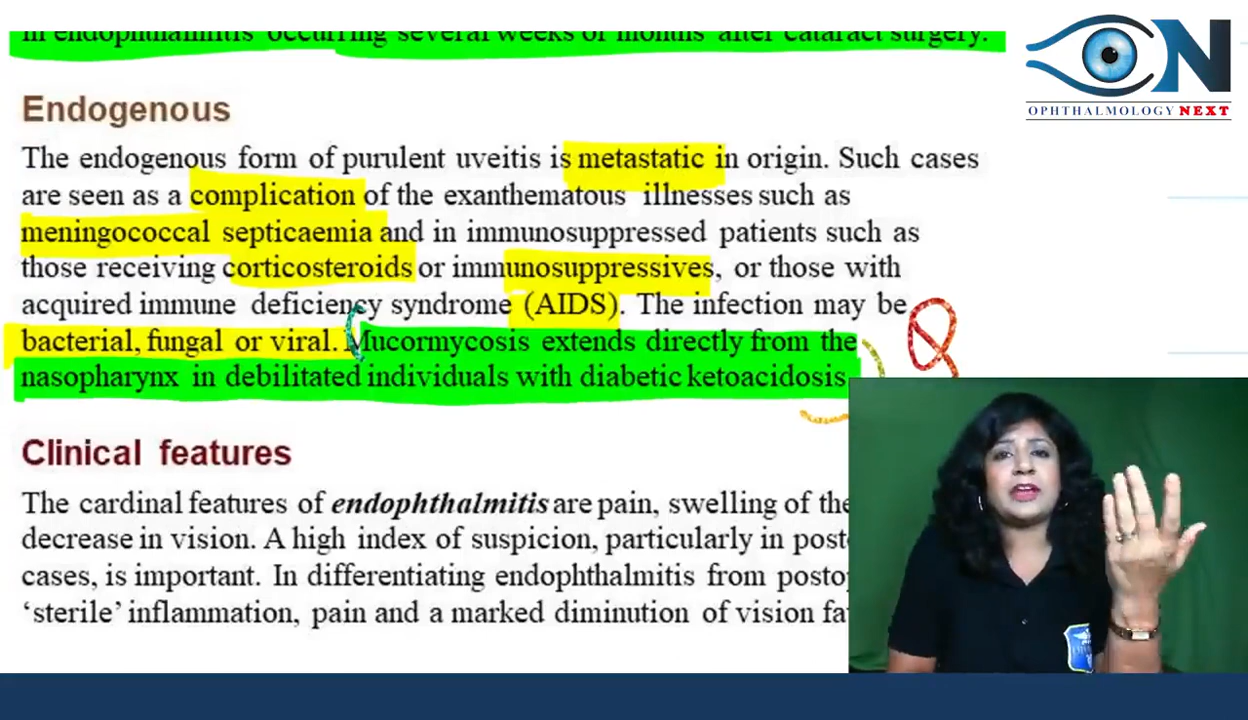 in endophthalmitis occurring several weeks or months after cataract surgery.
ON
OPHTHALMOLOGY NEXT
Endogenous
The endogenous form of purulent uveitis is metastatic in origin. Such cases
are seen as a complication of the exanthematous illnesses such as
meningococcal septicaemia and in immunosuppressed patients such as
those receiving corticosteroids or immunosuppressives, or those with
acquired immune deficiency syndrome (AIDS). The infection may be
bacterial, fungal or viral. Mucormycosis extends directly from the
nasopharynx in debilitated individuals with diabetic ketoacidosis
Clinical features
The cardinal features of endophthalmitis are pain, swelling of the
decrease in vision. A high index of suspicion, particularly in post
cases, is important. In differentiating endophthalmitis from posto
‘sterile’ inflammation, pain and a marked diminution of vision fa